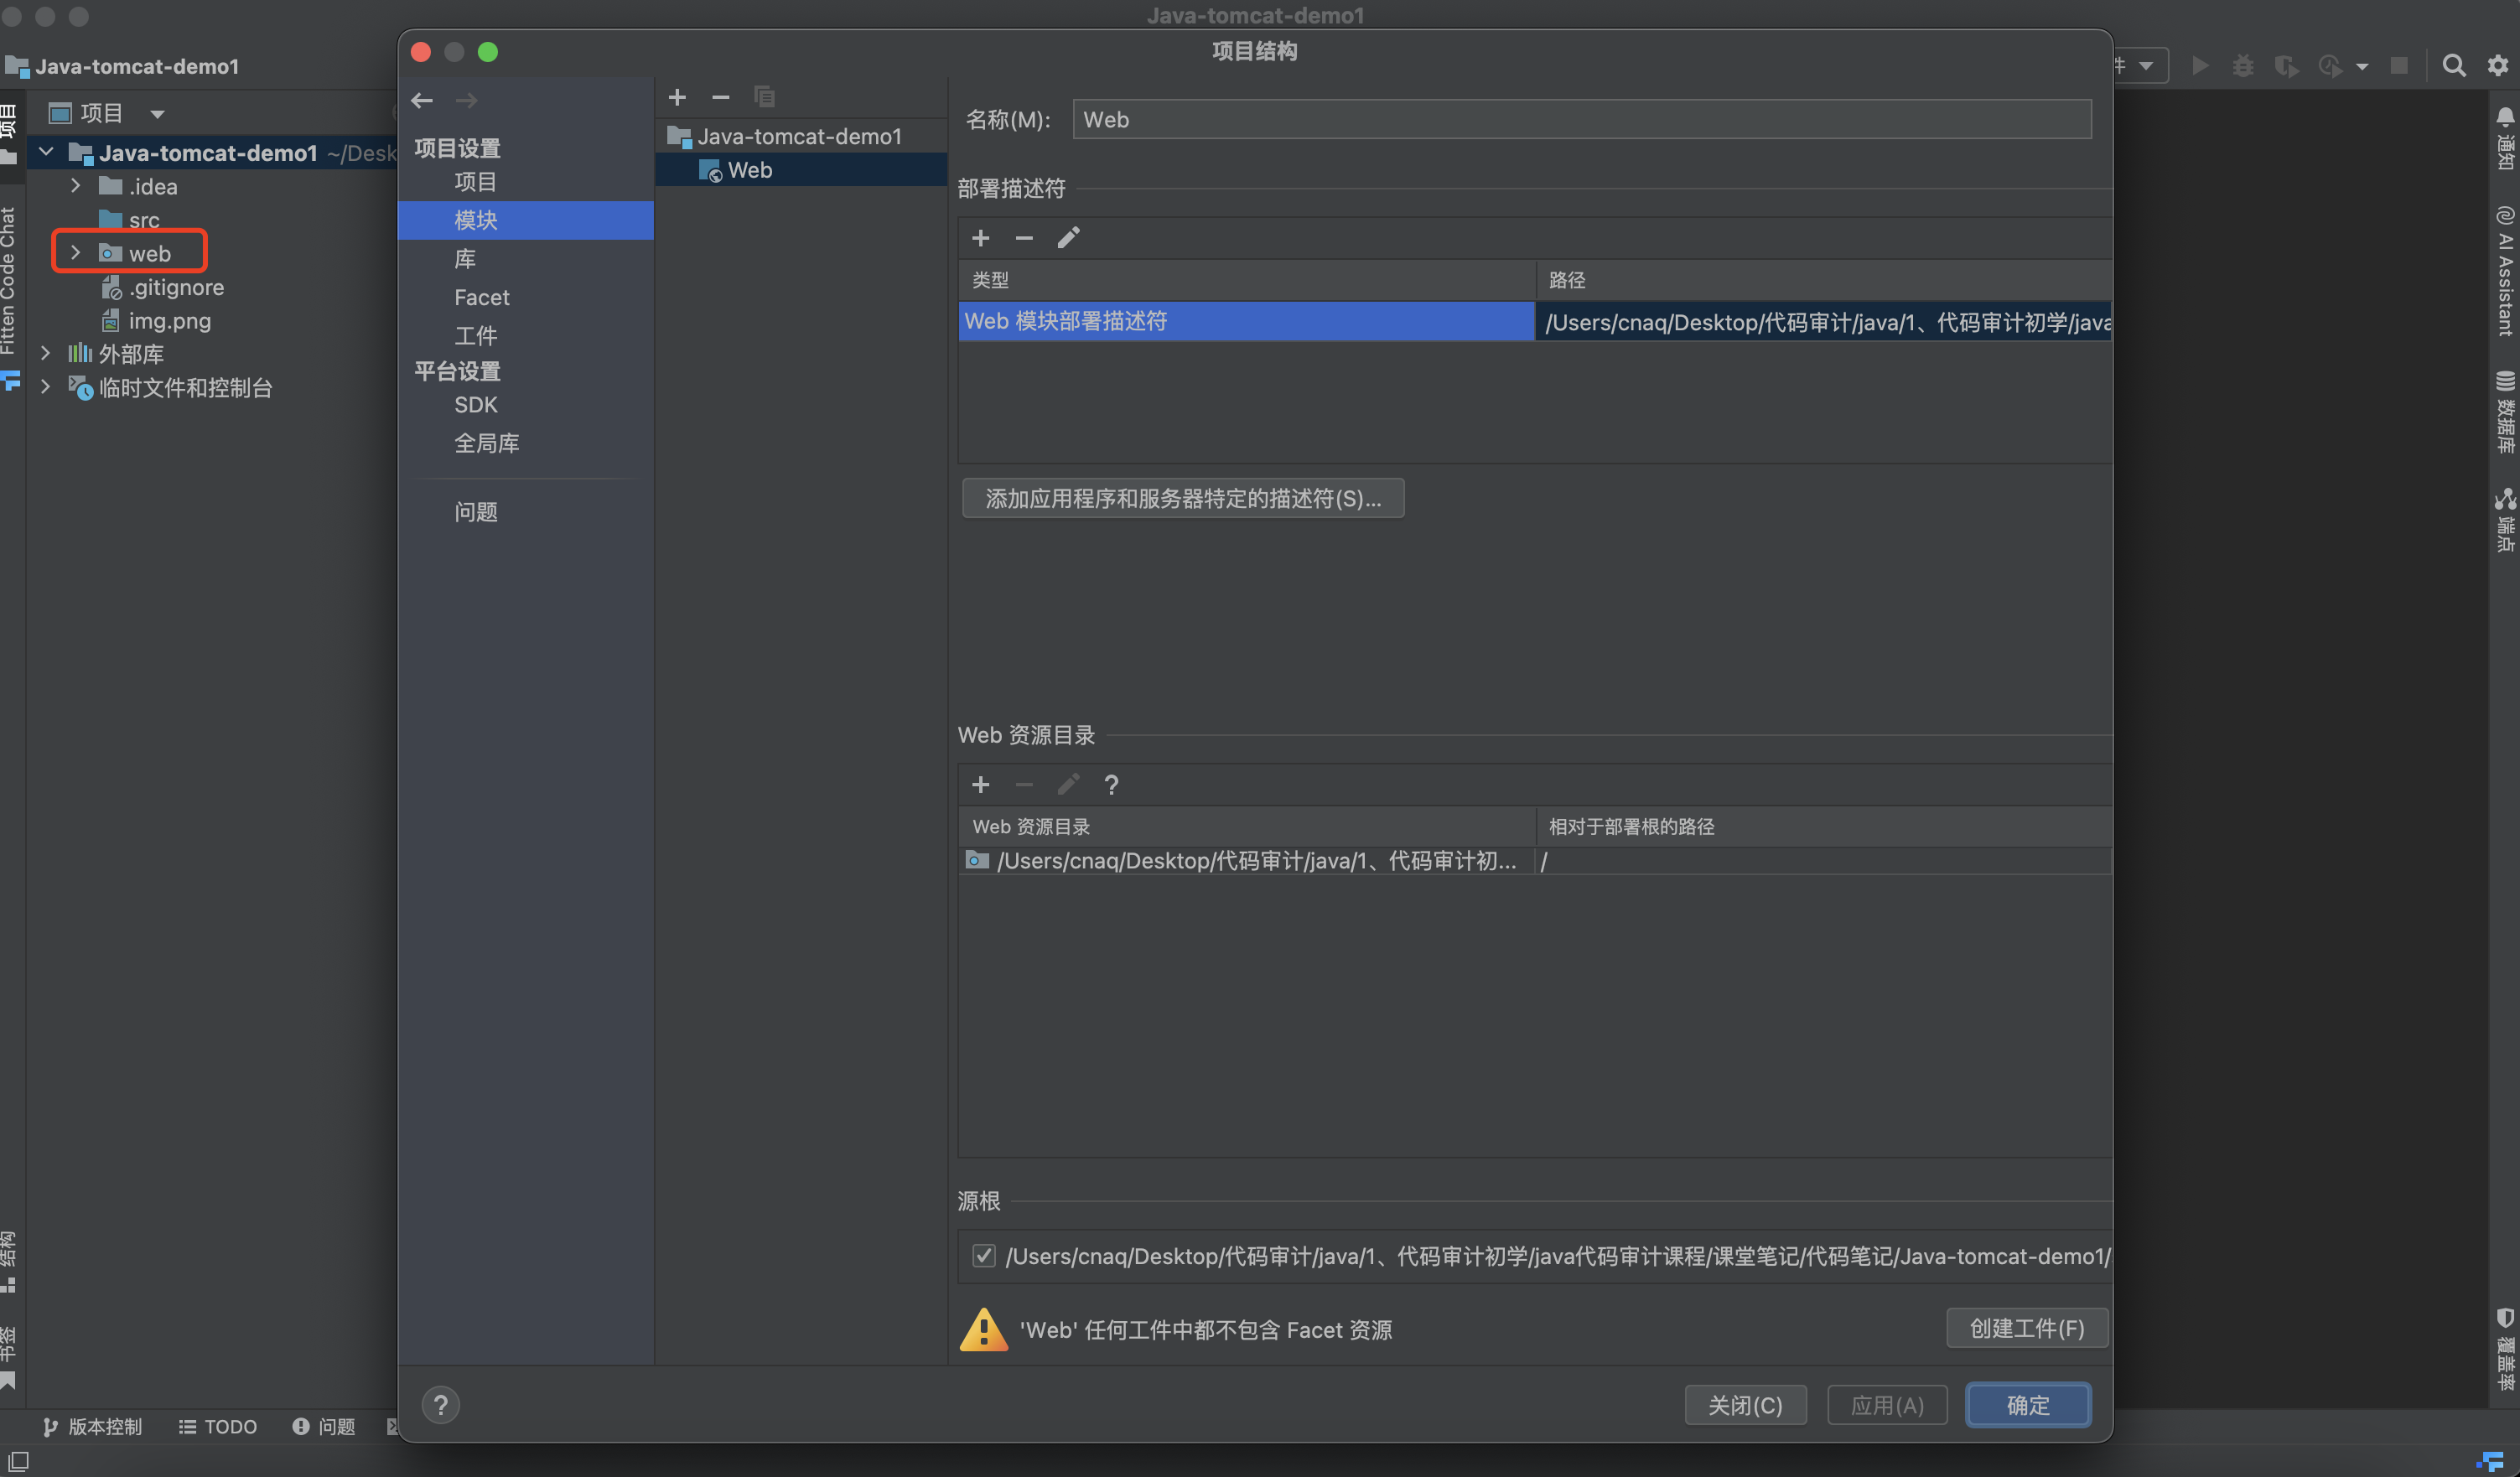 Java-tomcat-demo1
Java-tomcat-demo1
项目
Java-tomcat-demo1 ~/Desk
.idea
src
web
.gitignore
img.png
外部库
临时文件和控制台
项目
Fitten Code Chat
结构
书签
项目结构
项目设置
项目
模块
库
Facet
工件
平台设置
SDK
全局库
问题
Java-tomcat-demo1
Web
名称(M):
Web
部署描述符
类型 路径
Web 模块部署描述符 /Users/cnaq/Desktop/代码审计/java/1、代码审计初学/java
添加应用程序和服务器特定的描述符(S)...
Web 资源目录
?
Web 资源目录 相对于部署根的路径
/Users/cnaq/Desktop/代码审计/java/1、代码审计初... /
源根
/Users/cnaq/Desktop/代码审计/java/1、代码审计初学/java代码审计课程/课堂笔记/代码笔记/Java-tomcat-demo1/
'Web' 任何工件中都不包含 Facet 资源
创建工件(F)
?
关闭(C) 应用(A) 确定
件
通知
AI Assistant
数据库
端点
覆盖率
版本控制 TODO 问题